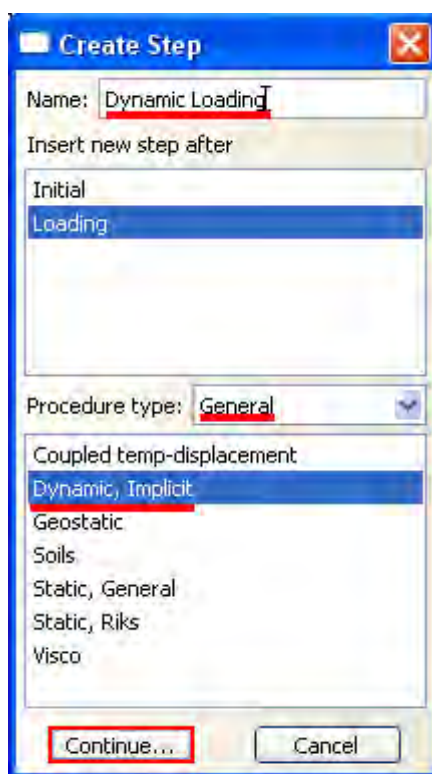 Create Step
Name: Dynamic Loading
Insert new step after
Initial
Loading
Procedure type: General
Coupled temp-displacement
Dynamic, Implicit
Geostatic
Soils
Static, General
Static, Riks
Visco
Continue... Cancel